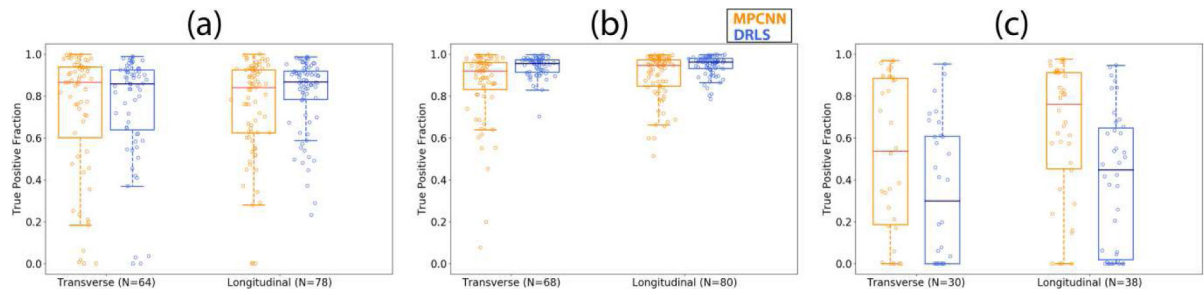 (a)
(b)
(c)
MPCNN
DRLS
True Positive Fraction
1.0
0.8
0.6
0.4
0.2
0.0
Transverse (N=64)
Longitudinal (N=78)
True Positive Fraction
1.0
0.8
0.6
0.4
0.2
0.0
Transverse (N=68)
Longitudinal (N=80)
True Positive Fraction
1.0
0.8
0.6
0.4
0.2
0.0
Transverse (N=30)
Longitudinal (N=38)